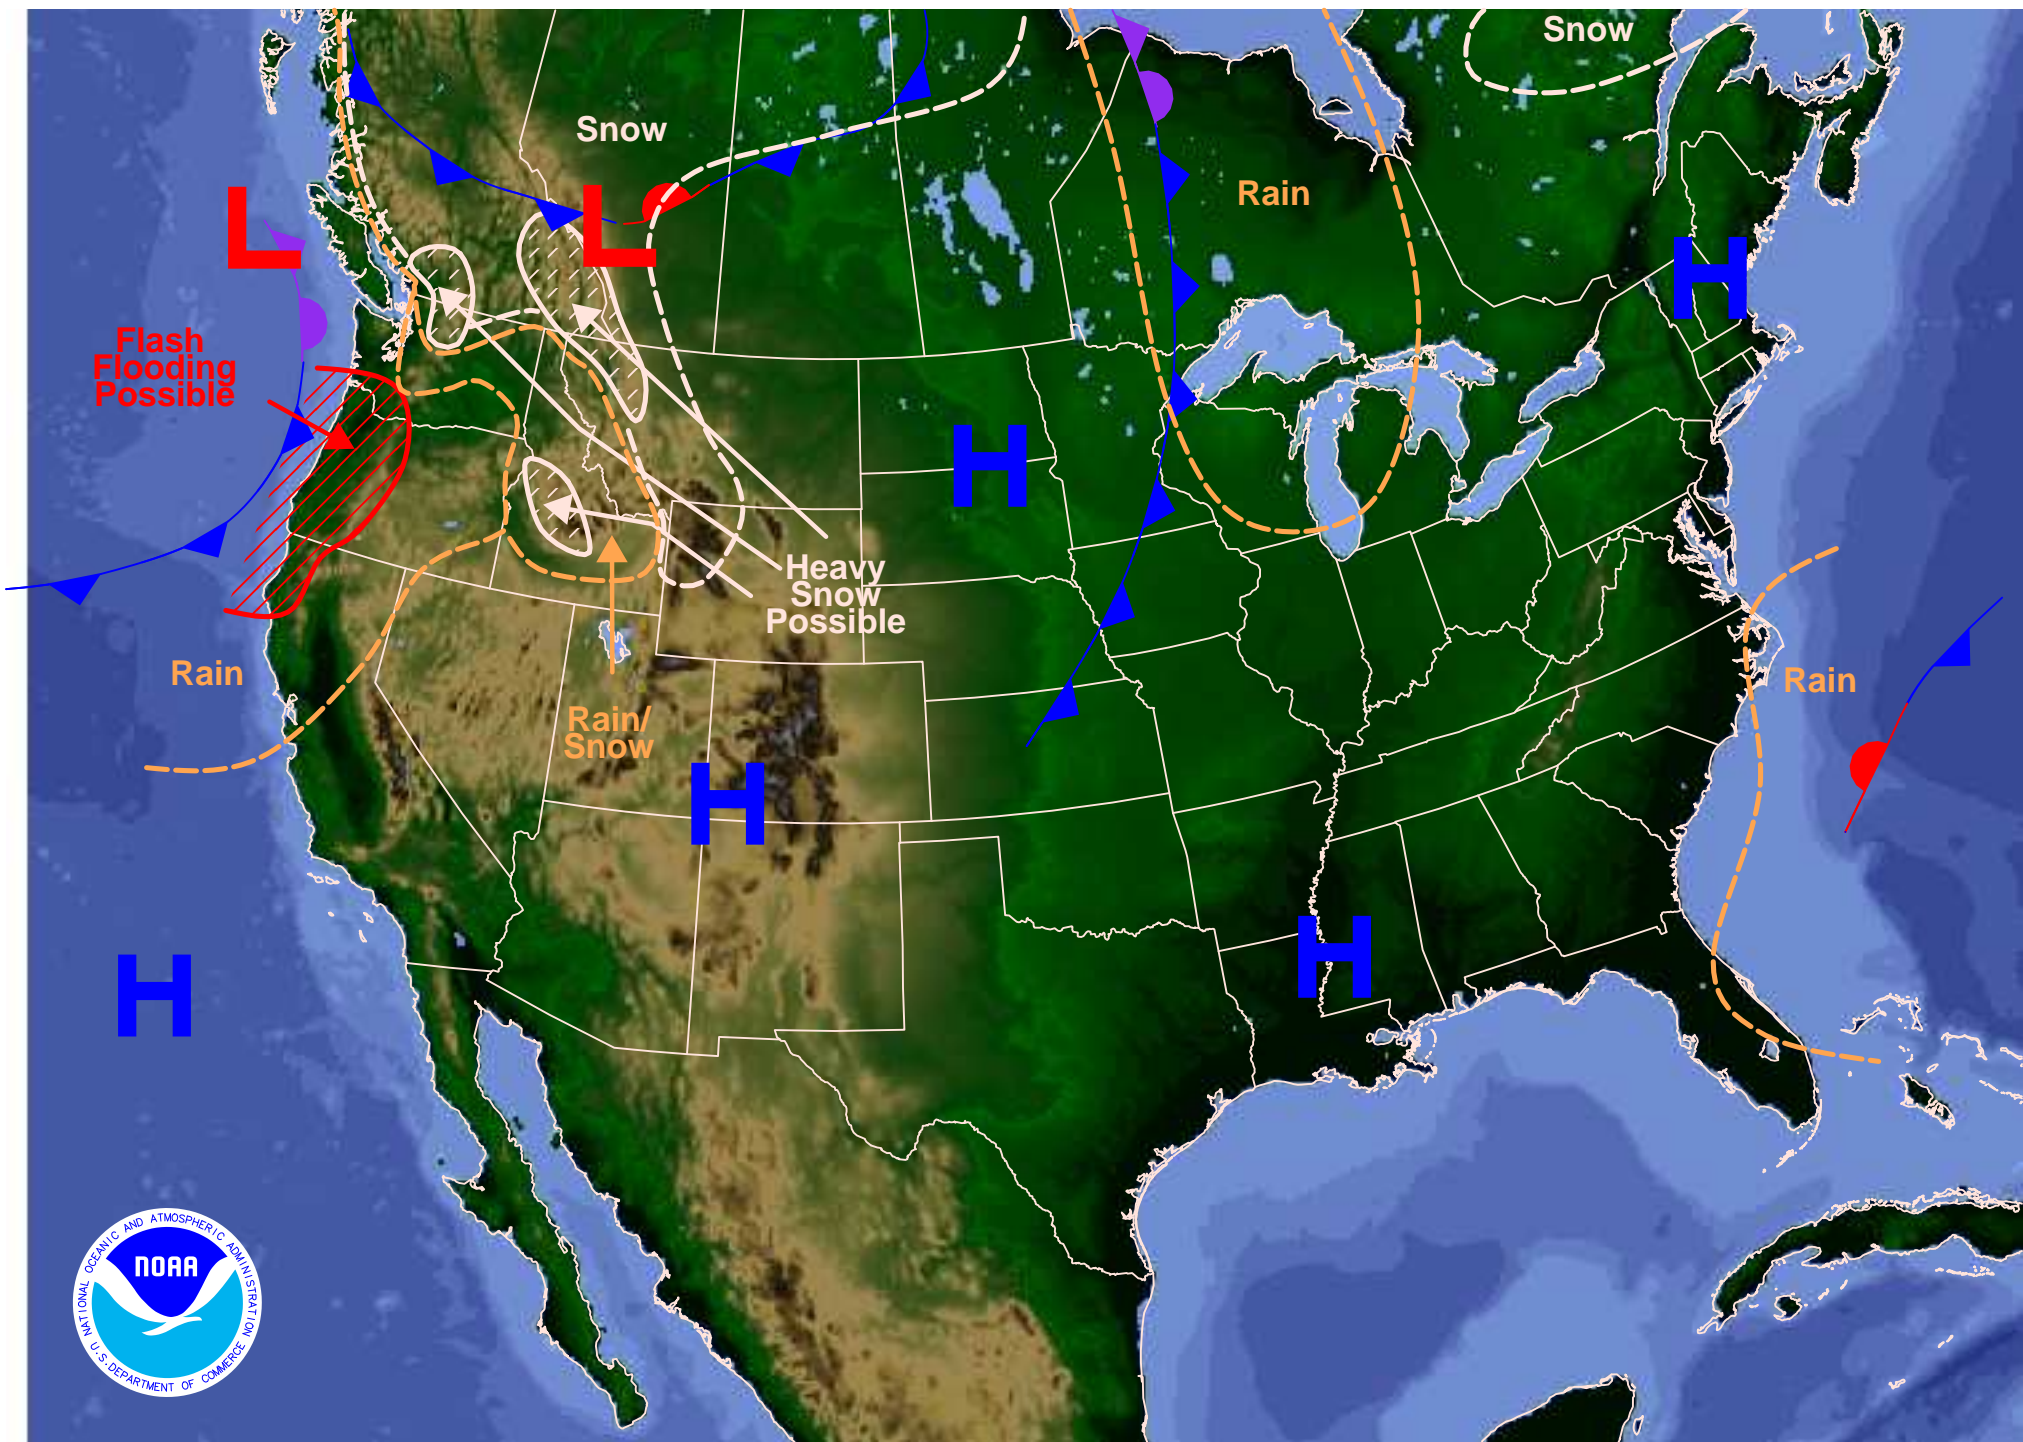 Snow
Snow
Rain
L
L
H
Flash
Flooding
Possible
H
Heavy
Snow
Possible
Rain
Rain
Rain/
Snow
H
H
H
NATIONAL OCEANIC AND ATMOSPHERIC ADMINISTRATION
NOAA
U.S. DEPARTMENT OF COMMERCE